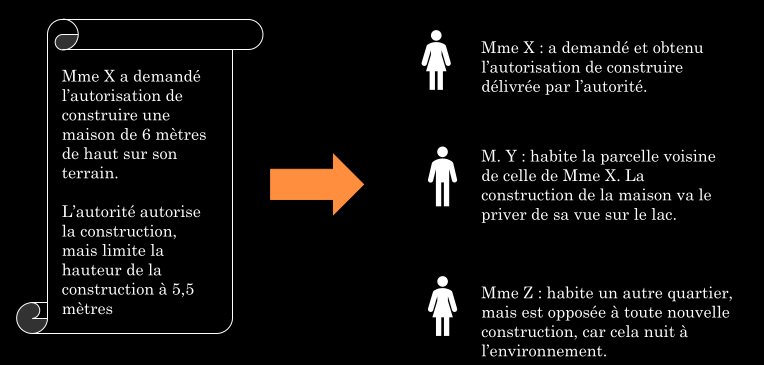 Mme X a demandé
l’autorisation de
construire une
maison de 6 mètres
de haut sur son
terrain.
L’autorité autorise
la construction,
mais limite la
hauteur de la
construction à 5,5
mètres
Mme X : a demandé et obtenu
l’autorisation de construire
délivrée par l’autorité.
M. Y : habite la parcelle voisine
de celle de Mme X. La
construction de la maison va le
priver de sa vue sur le lac.
Mme Z : habite un autre quartier,
mais est opposée à toute nouvelle
construction, car cela nuit à
l’environnement.